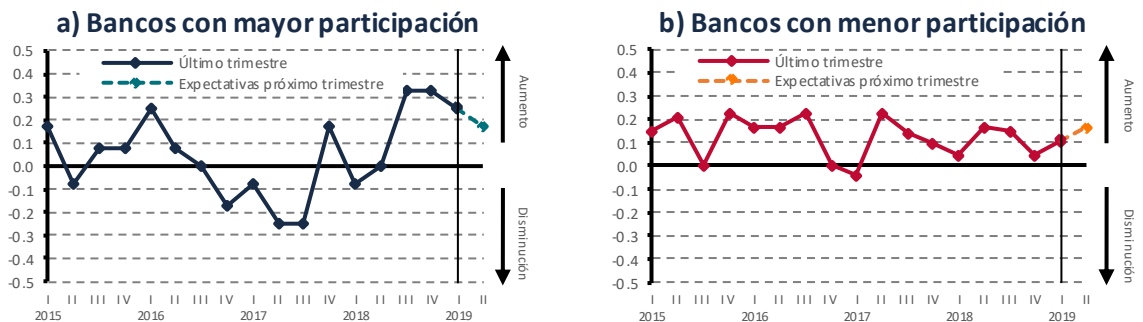 a) Bancos con mayor participación
0.5
0.4
0.3
0.2
0.1
0.0
-0.1
-0.2
-0.3
-0.4
-0.5
Último trimestre
Expectativas próximo trimestre
Aumento
Disminución
I II III IV I II III IV I II III IV I II III IV I II
2015 2016 2017 2018 2019
b) Bancos con menor participación
0.5
0.4
0.3
0.2
0.1
0.0
-0.1
-0.2
-0.3
-0.4
-0.5
Último trimestre
Expectativas próximo trimestre
Aumento
Disminución
I II III IV I II III IV I II III IV I II III IV I II
2015 2016 2017 2018 2019